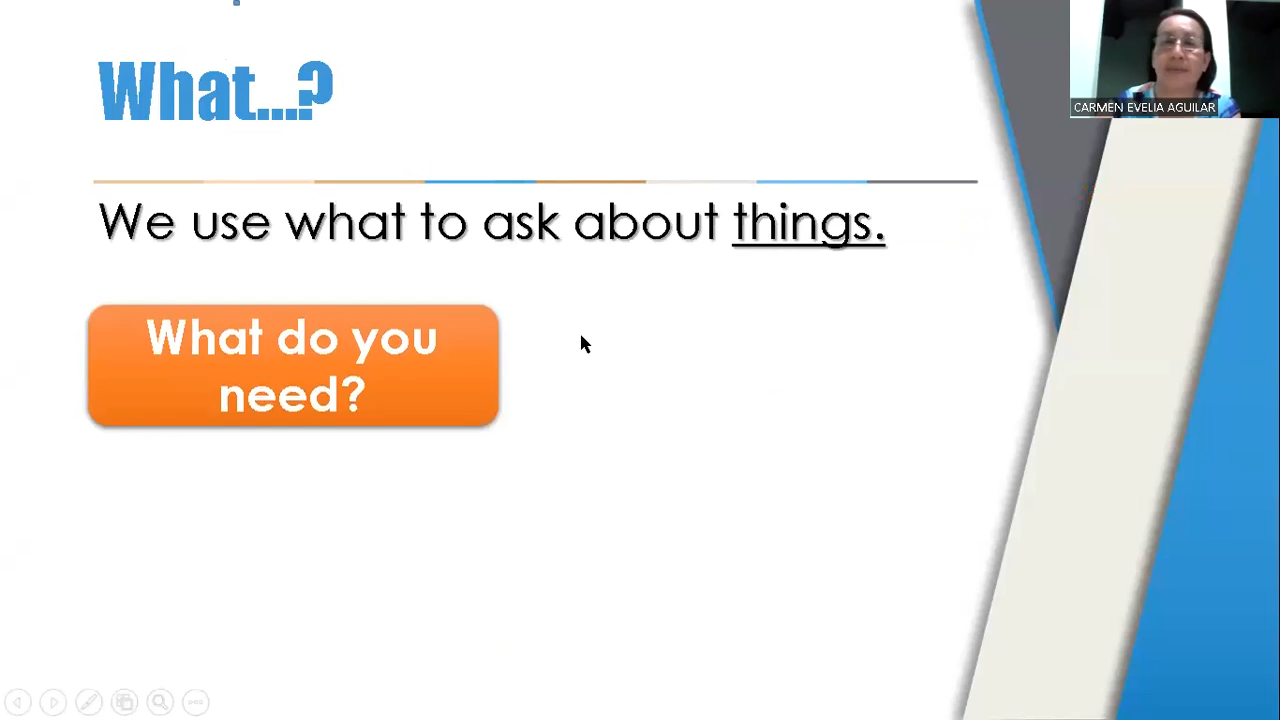 What...?
CARMEN EVELIA AGUILAR
We use what to ask about things.
What do you
need?